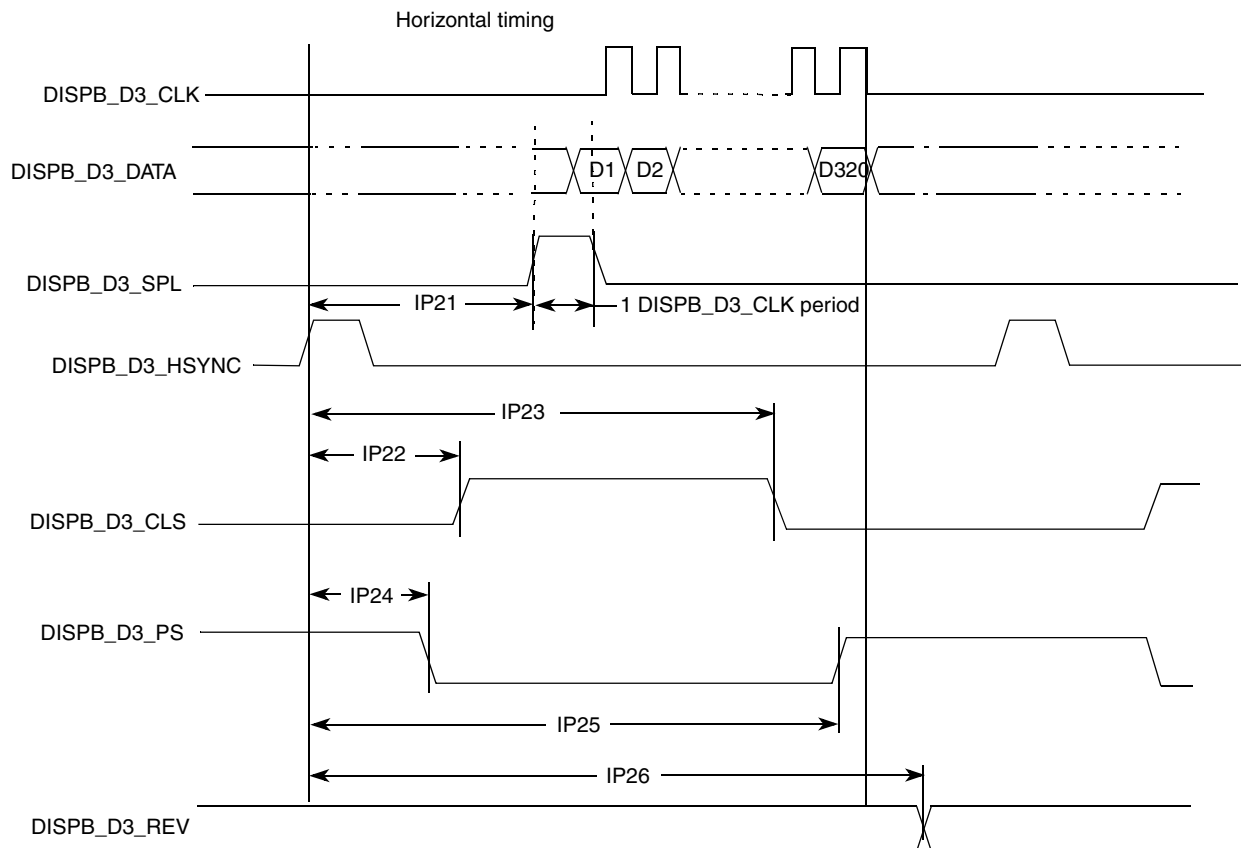 Horizontal timing
DISPB_D3_CLK
DISPB_D3_DATA
D1
D2
D320
DISPB_D3_SPL
IP21
1 DISPB_D3_CLK period
DISPB_D3_HSYNC
IP23
IP22
DISPB_D3_CLS
IP24
DISPB_D3_PS
IP25
IP26
DISPB_D3_REV